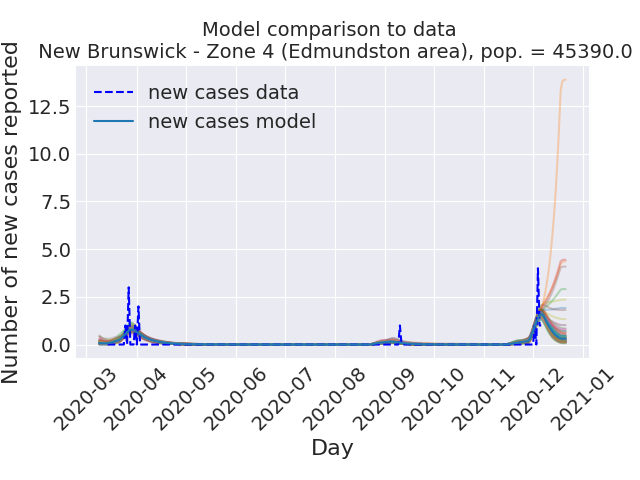 Model comparison to data
New Brunswick - Zone 4 (Edmundston area), pop. = 45390.0
Number of new cases reported
new cases data
new cases model
12.5
10.0
7.5
5.0
2.5
0.0
2020-03
2020-04
2020-05
2020-06
2020-07
2020-08
2020-09
2020-10
2020-11
2020-12
2021-01
Day